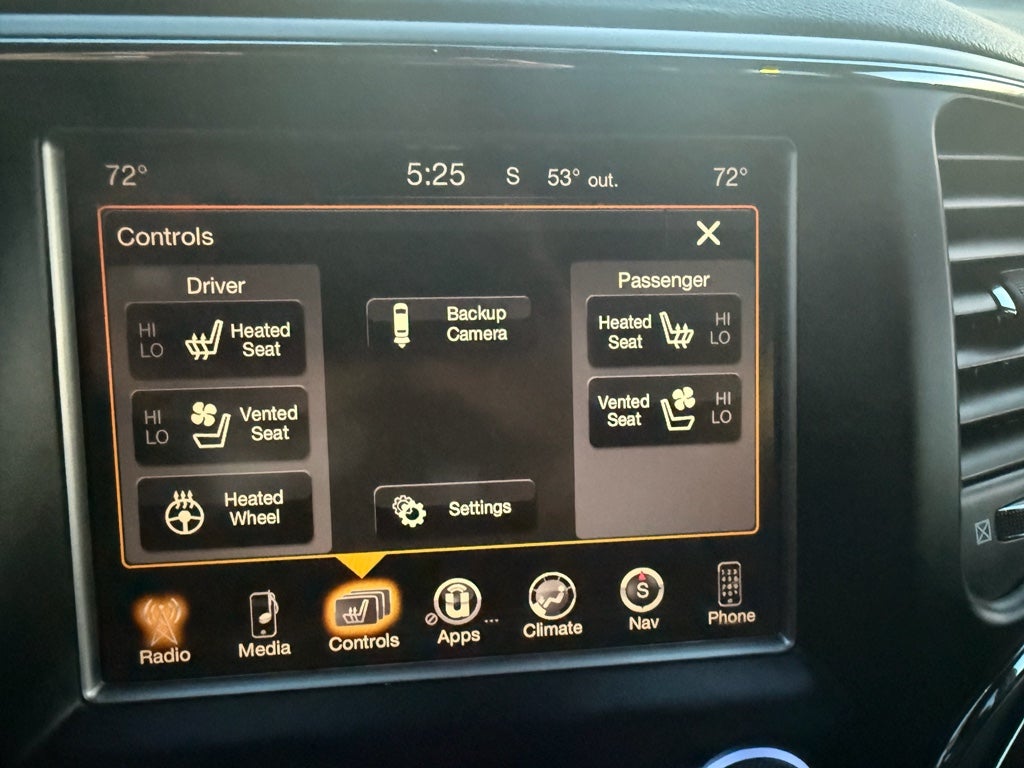 72° 5:25 S 53° out. 72°
Controls X
Driver
HI
LO
Heated
Seat
HI
LO
Vented
Seat
Heated
Wheel
Backup
Camera
Settings
Passenger
Heated
Seat
HI
LO
Vented
Seat
HI
LO
Radio
Media
Controls
Apps ...
Climate
S
Nav
Phone